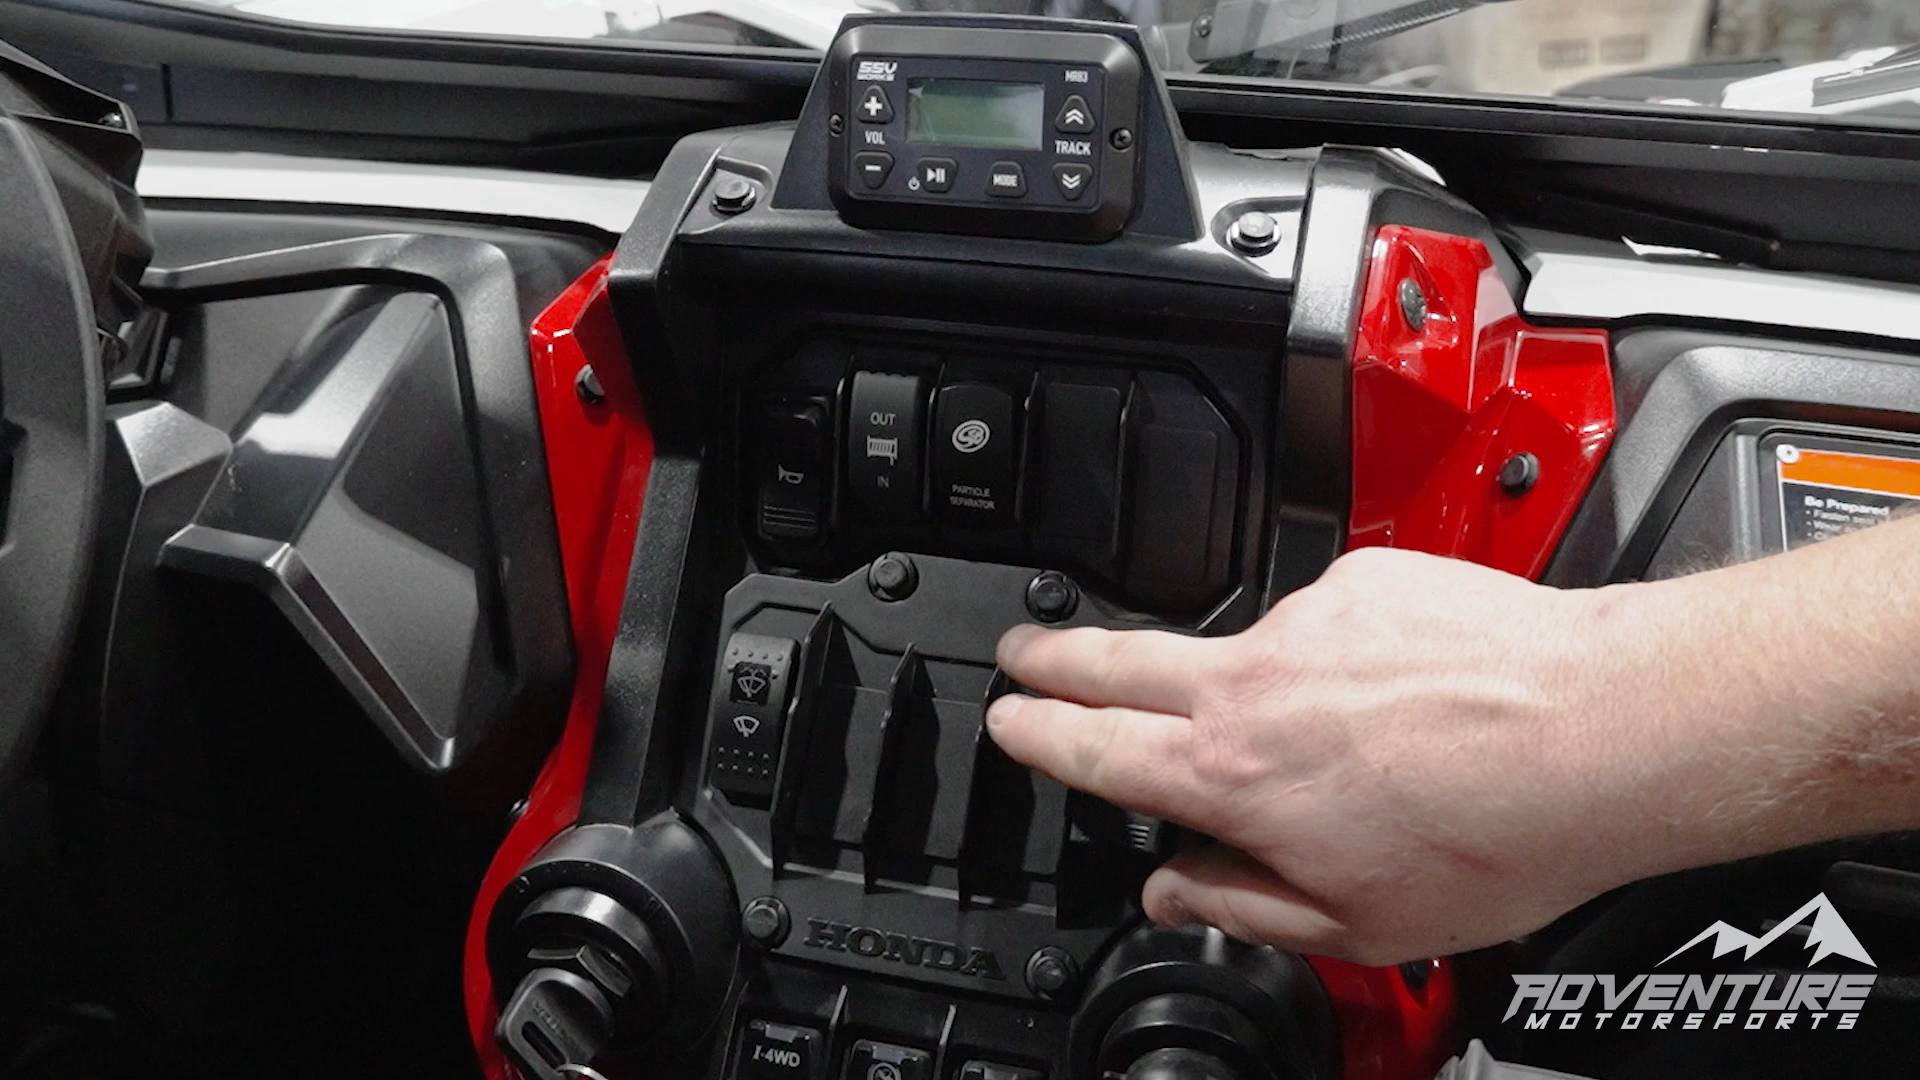 SSV
WORKS
MRB3
VOL
TRACK
MODE
OUT
IN
PARTICLE
SEPARATOR
Be Prepared
HONDA
I-4WD
ADVENTURE
MOTORSPORTS